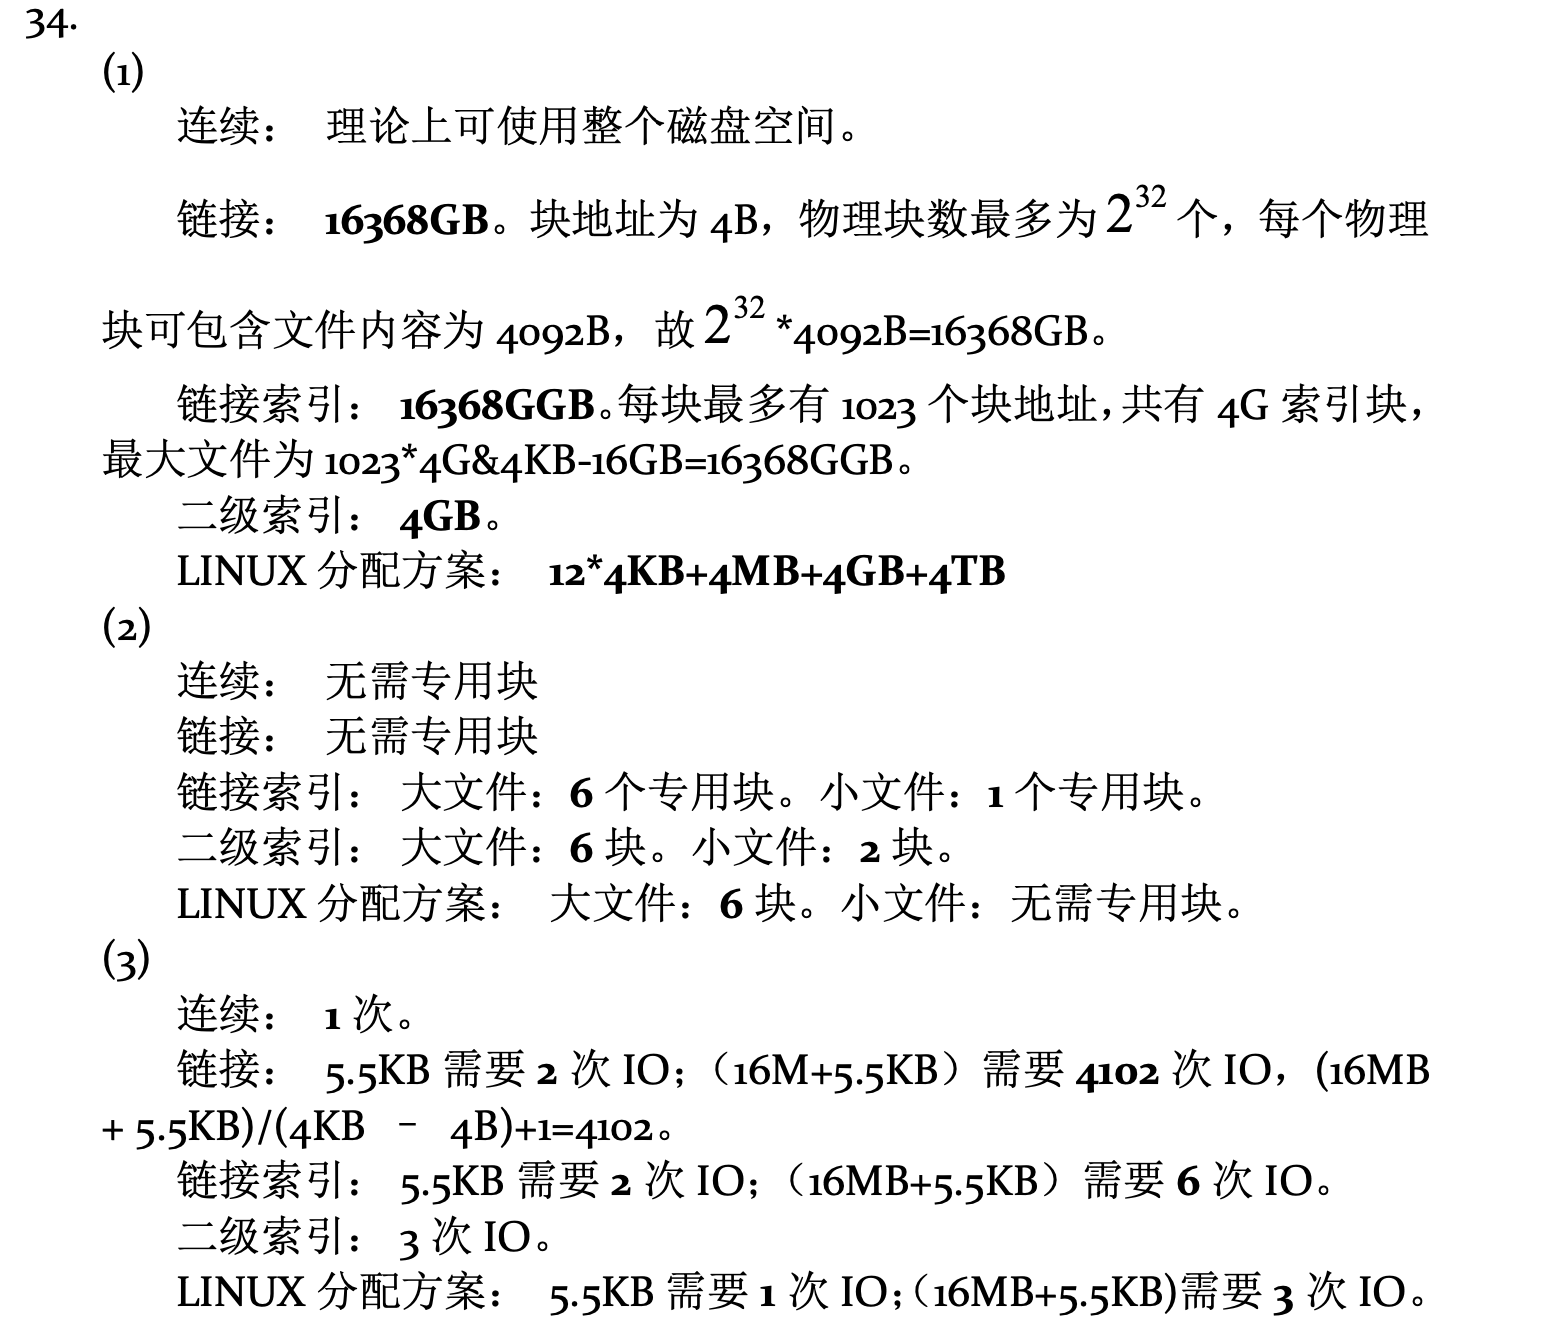 34.
(1)
连续： 理论上可使用整个磁盘空间。
链接： 16368GB。块地址为 4B，物理块数最多为 2^32 个，每个物理
块可包含文件内容为 4092B，故 2^32 *4092B=16368GB。
链接索引： 16368GGB。每块最多有 1023 个块地址，共有 4G 索引块，
最大文件为 1023*4G&4KB-16GB=16368GGB。
二级索引： 4GB。
LINUX 分配方案： 12*4KB+4MB+4GB+4TB
(2)
连续： 无需专用块
链接： 无需专用块
链接索引： 大文件：6 个专用块。小文件：1 个专用块。
二级索引： 大文件：6 块。小文件：2 块。
LINUX 分配方案： 大文件：6 块。小文件：无需专用块。
(3)
连续： 1 次。
链接： 5.5KB 需要 2 次 IO；（16M+5.5KB）需要 4102 次 IO，(16MB
+ 5.5KB)/(4KB – 4B)+1=4102。
链接索引： 5.5KB 需要 2 次 IO；（16MB+5.5KB）需要 6 次 IO。
二级索引： 3 次 IO。
LINUX 分配方案： 5.5KB 需要 1 次 IO；（16MB+5.5KB)需要 3 次 IO。